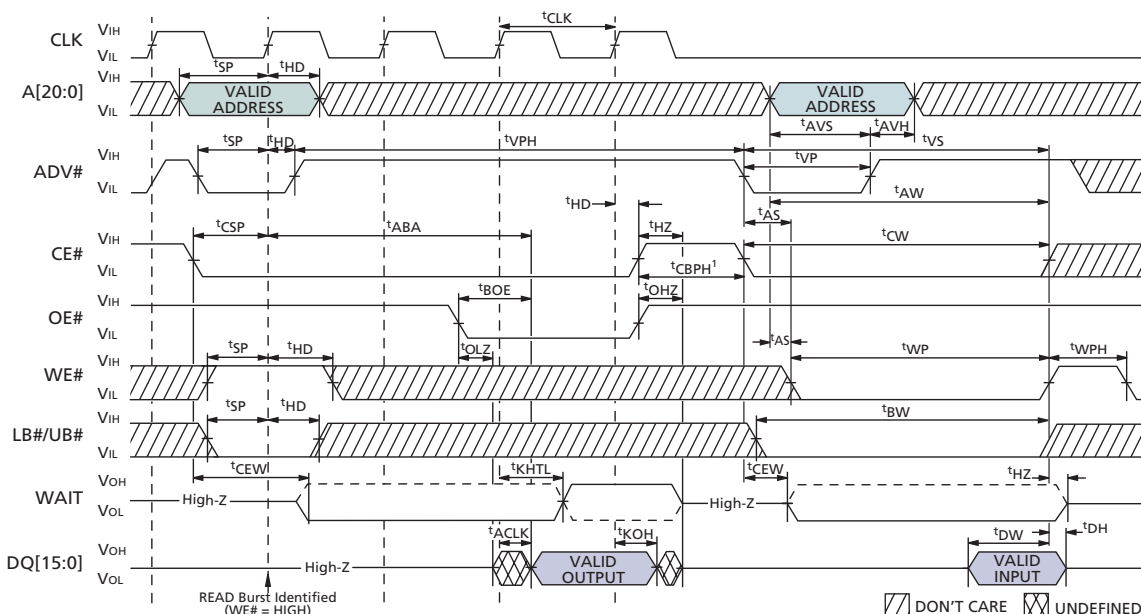 tCLK
CLK VIH
VIL
tSP tHD
A[20:0] VIH
VIL
VALID ADDRESS
VALID ADDRESS
tAVS tAVH
tSP tHD tVPH tVS
ADV# VIH
VIL
tVP
tAW
tHD tAS
tCSP tABA tHZ tCW
CE# VIH
VIL
tCBPH1
tBOE tOHZ
OE# VIH
VIL
tOLZ tAS
tSP tHD tWP tWPH
WE# VIH
VIL
tSP tHD tBW
LB#/UB# VIH
VIL
tCEW tKHTL tCEW tHZ
WAIT VOH
VOL
High-Z High-Z
tACLK tKOH tDW tDH
DQ[15:0] VOH
VOL
High-Z
VALID OUTPUT
VALID INPUT
READ Burst Identified
(WE# = HIGH)
DON'T CARE UNDEFINED